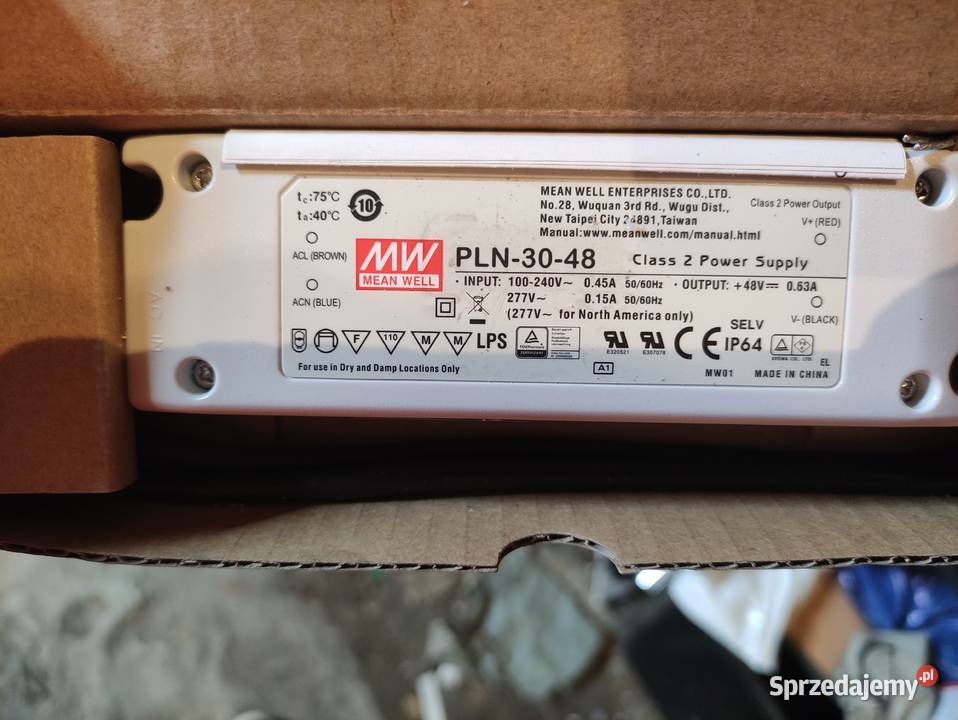 tc:75°C
ta:40°C
10
MEAN WELL ENTERPRISES CO.,LTD.
No.28, Wuquan 3rd Rd., Wugu Dist.,
New Taipei City 24891,Taiwan
Manual:www.meanwell.com/manual.html
Class 2 Power Output
V+ (RED)
ACL (BROWN)
MW
MEAN WELL
PLN-30-48
Class 2 Power Supply
ACN (BLUE)
· INPUT: 100-240V~ 0.45A 50/60Hz
277V~ 0.15A 50/60Hz
(277V~ for North America only)
· OUTPUT: +48V⎓ 0.63A
V- (BLACK)
F
110
M
M
LPS
E320521
E307078
CE
SELV
IP64
A1
EL
For use in Dry and Damp Locations Only
MW01 MADE IN CHINA
AC IN
Sprzedajemy.pl